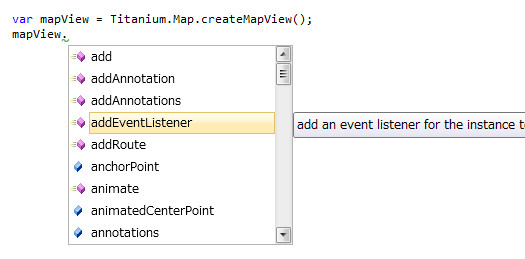 var mapView = Titanium.Map.createMapView();
mapView.
add
addAnnotation
addAnnotations
addEventListener
add an event listener for the instance t
addRoute
anchorPoint
animate
animatedCenterPoint
annotations